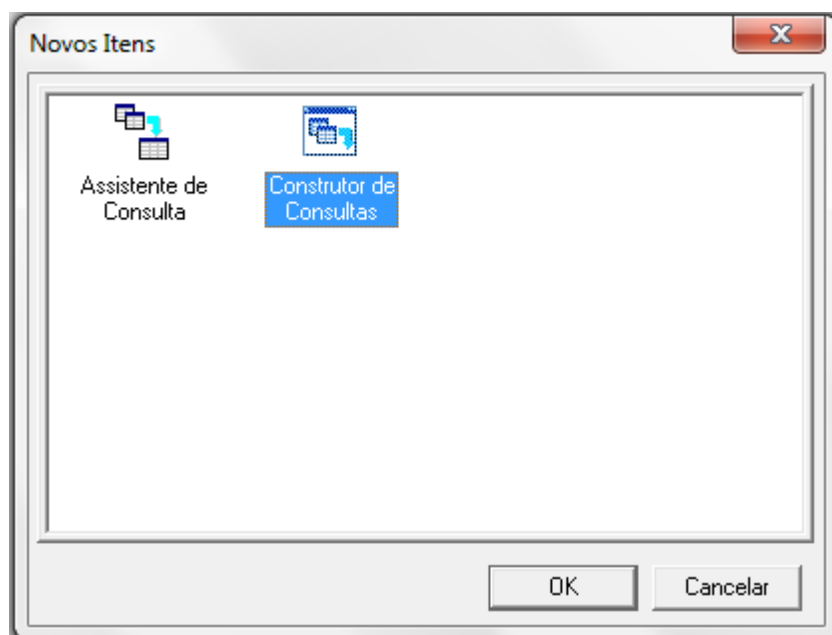 Novos Itens
Assistente de
Consulta
Construtor de
Consultas
OK
Cancelar